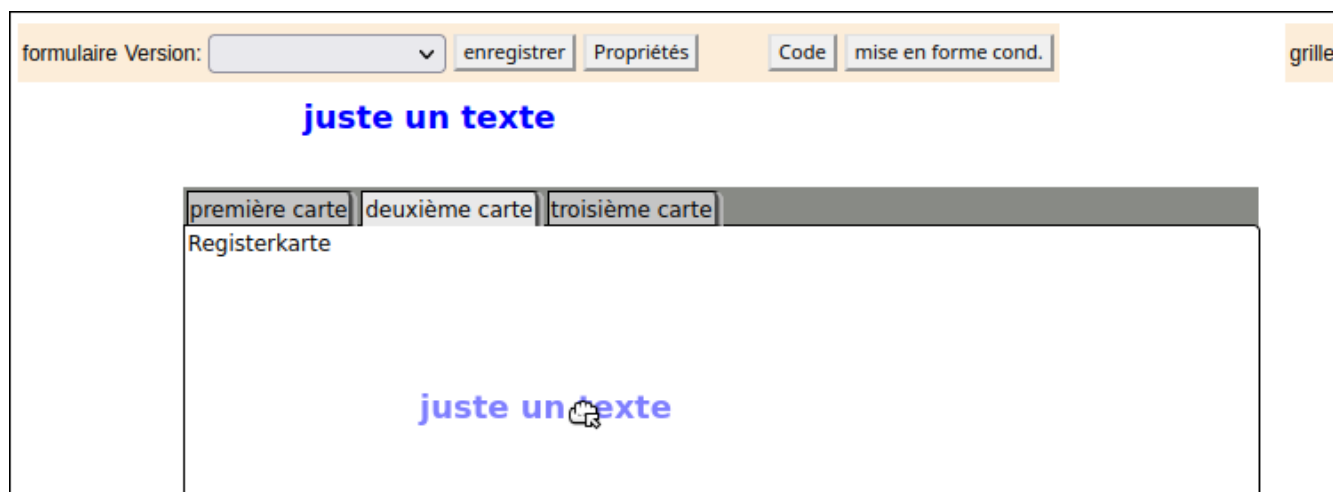 formulaire Version: enregistrer Propriétés Code mise en forme cond. grille
juste un texte
première carte deuxième carte troisième carte
Registerkarte
juste un texte